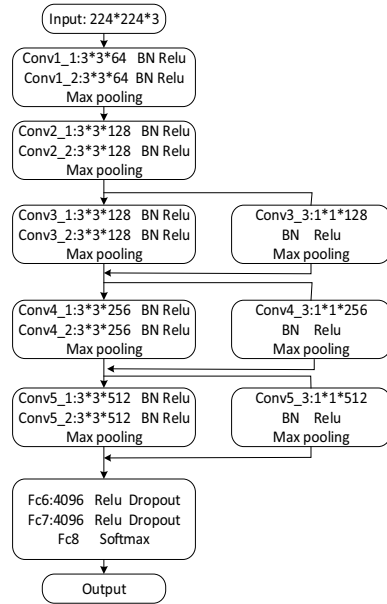 Input: 224*224*3
Conv1_1:3*3*64 BN Relu
Conv1_2:3*3*64 BN Relu
Max pooling
Conv2_1:3*3*128 BN Relu
Conv2_2:3*3*128 BN Relu
Max pooling
Conv3_1:3*3*128 BN Relu
Conv3_2:3*3*128 BN Relu
Max pooling
Conv3_3:1*1*128
BN Relu
Max pooling
Conv4_1:3*3*256 BN Relu
Conv4_2:3*3*256 BN Relu
Max pooling
Conv4_3:1*1*256
BN Relu
Max pooling
Conv5_1:3*3*512 BN Relu
Conv5_2:3*3*512 BN Relu
Max pooling
Conv5_3:1*1*512
BN Relu
Max pooling
Fc6:4096 Relu Dropout
Fc7:4096 Relu Dropout
Fc8 Softmax
Output